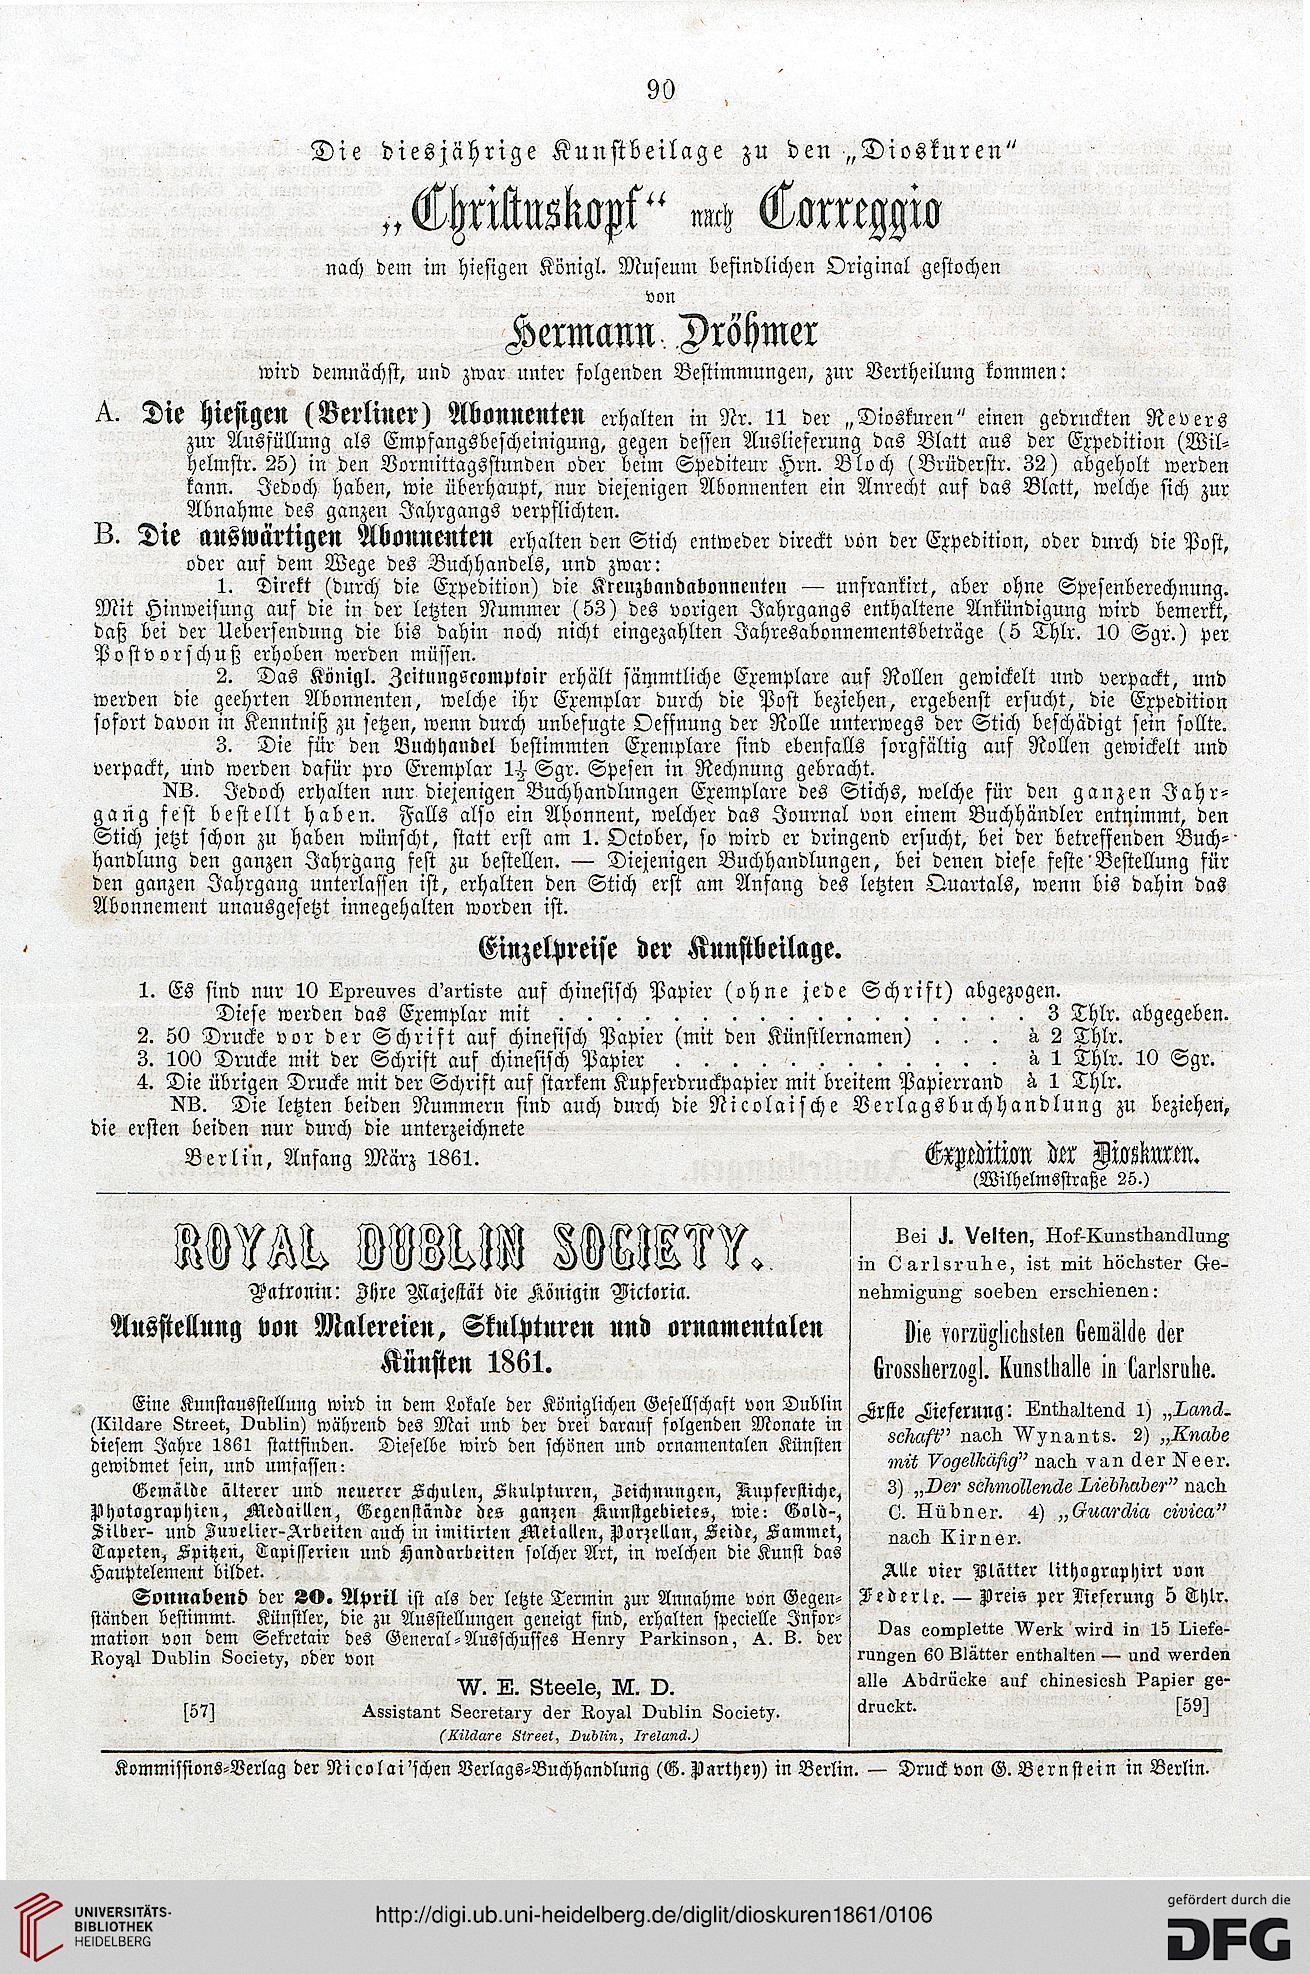 90
Die diesjährige Kunstbeilage zu den „Dioskuren"
„Christuskopf" nach Correggio
nach dem im hiesigen Königl. Museum befindlichen Original gestochen
von
Hermann Dröhmer
wird demnächst, und zwar unter folgenden Bestimmungen, zur Vertheilung kommen:
A. Die hiesigen (Berliner) Abonnenten erhalten in Nr. 11 der „Dioskuren" einen gedruckten Revers
zur Ausfüllung als Empfangsbescheinigung, gegen dessen Auslieferung das Blatt aus der Expedition (Wil-
helmstr. 25) in den Vormittagsstunden oder beim Spediteur Hrn. Bloch (Brüderstr. 32) abgeholt werden
kann. Jedoch haben, wie überhaupt, nur diejenigen Abonnenten ein Anrecht auf das Blatt, welche sich zur
Abnahme des ganzen Jahrgangs verpflichten.
B. Die auswärtigen Abonnenten erhalten den Stich entweder direckt von der Expedition, oder durch die Post,
oder auf dem Wege des Buchhandels, und zwar:
1. Direkt (durch die Expedition) die Kreuzbandabonnenten — unfrankirt, aber ohne Spesenberechnung.
Mit Hinweisung auf die in der letzten Nummer (53) des vorigen Jahrgangs enthaltene Ankündigung wird bemerkt,
daß bei der Uebersendung die bis dahin noch nicht eingezahlten Jahresabonnementsbeträge (5 Thlr. 10 Sgr.) per
Postvorschuß erhoben werden müssen.
2. Das Königl. Zeitungscomptoir erhält sämmtliche Exemplare auf Rollen gewickelt und verpackt, und
werden die geehrten Abonnenten, welche ihr Exemplar durch die Post beziehen, ergebenst ersucht, die Expedition
sofort davon in Kenntniß zu setzen, wenn durch unbefugte Oeffnung der Rolle unterwegs der Stich beschädigt sein sollte.
3. Die für den Buchhandel bestimmten Exemplare sind ebenfalls sorgfältig auf Rollen gewickelt und
verpackt, und werden dafür pro Exemplar 1½ Sgr. Spesen in Rechnung gebracht.
NB. Jedoch erhalten nur diejenigen Buchhandlungen Exemplare des Stichs, welche für den ganzen Jahr-
gang fest bestellt haben. Falls also ein Abonnent, welcher das Journal von einem Buchhändler entnimmt, den
Stich jetzt schon zu haben wünscht, statt erst am 1. October, so wird er dringend ersucht, bei der betreffenden Buch-
handlung den ganzen Jahrgang fest zu bestellen. — Diejenigen Buchhandlungen, bei denen diese feste Bestellung für
den ganzen Jahrgang unterlassen ist, erhalten den Stich erst am Anfang des letzten Quartals, wenn bis dahin das
Abonnement unausgesetzt innegehalten worden ist.
Einzelpreise der Kunstbeilage.
1. Es sind nur 10 Epreuves d'artiste auf chinesisch Papier (ohne jede Schrift) abgezogen.
Diese werden das Exemplar mit . . . . . . . . . . . . . . . . . 3 Thlr. abgegeben.
2. 50 Drucke vor der Schrift auf chinesisch Papier (mit den Künstlernamen) . . . à 2 Thlr.
3. 100 Drucke mit der Schrift auf chinesisch Papier . . . . . . . . . . . . à 1 Thlr. 10 Sgr.
4. Die übrigen Drucke mit der Schrift auf starkem Kupferdruckpapier mit breitem Papierrand à 1 Thlr.
NB. Die letzten beiden Nummern sind auch durch die Nicolaische Verlagsbuchhandlung zu beziehen,
die ersten beiden nur durch die unterzeichnete
Berlin, Anfang März 1861.
Expedition der Dioskuren.
(Wilhelmsstraße 25.)
ROYAL DUBLIN SOCIETY.
Patronin: Ihre Majestät die Königin Victoria.
Ausstellung von Malereien, Skulpturen und ornamentalen
Künsten 1861.
Eine Kunstausstellung wird in dem Lokale der Königlichen Gesellschaft von Dublin
(Kildare Street, Dublin) während des Mai und der drei darauf folgenden Monate in
diesem Jahre 1861 stattfinden. Dieselbe wird den schönen und ornamentalen Künsten
gewidmet sein, und umfassen:
Gemälde älterer und neuerer Schulen, Skulpturen, Zeichnungen, Kupferstiche,
Photographien, Medaillen, Gegenstände des ganzen Kunstgebietes, wie: Gold-,
Silber- und Juvelier-Arbeiten auch in imitirten Metallen, Porzellan, Seide, Sammet,
Tapeten, Spitzen, Tapisserien und Handarbeiten solcher Art, in welchen die Kunst das
Hauptelement bildet.
Sonnabend der 20. April ist als der letzte Termin zur Annahme von Gegen-
ständen bestimmt. Künstler, die zu Ausstellungen geneigt sind, erhalten specielle Infor-
mation von dem Sekretair des General-Ausschusses Henry Parkinson, A. B. der
Royal Dublin Society, oder von
W. E. Steele, M. D.
[57] Assistant Secretary der Royal Dublin Society.
(Kildare Street, Dublin, Ireland.)
Bei J. Velten, Hof-Kunsthandlung
in Carlsruhe, ist mit höchster Ge-
nehmigung soeben erschienen:
Die vorzüglichsten Gemälde der
Grossherzogl. Kunsthalle in Carlsruhe.
Erste Lieferung: Enthaltend 1) „Land-
schaft" nach Wynants. 2) „Knabe
mit Vogelkäfig" nach van der Neer.
3) „Der schmollende Liebhaber" nach
C. Hübner. 4) „Guardia civica"
nach Kirner.
Alle vier Blätter lithographirt von
Federle. — Preis per Lieferung 5 Thlr.
Das complette Werk wird in 15 Liefe-
rungen 60 Blätter enthalten — und werden
alle Abdrücke auf chinesicsh Papier ge-
druckt. [59]
Kommissions-Verlag der Nicolai'schen Verlags-Buchhandlung (G. Parthey) in Berlin. — Druck von G. Bernstein in Berlin.
UNIVERSITÄTS-
BIBLIOTHEK
HEIDELBERG
http://digi.ub.uni-heidelberg.de/diglit/dioskuren1861/0106
gefördert durch die
DFG